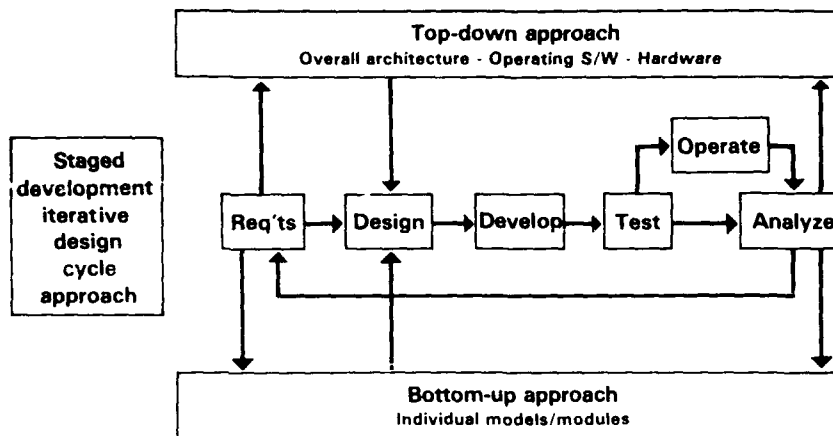 Top-down approach
Overall architecture - Operating S/W - Hardware
Staged
development
iterative
design
cycle
approach
Operate
Req'ts
Design
Develop
Test
Analyze
Bottom-up approach
Individual models/modules